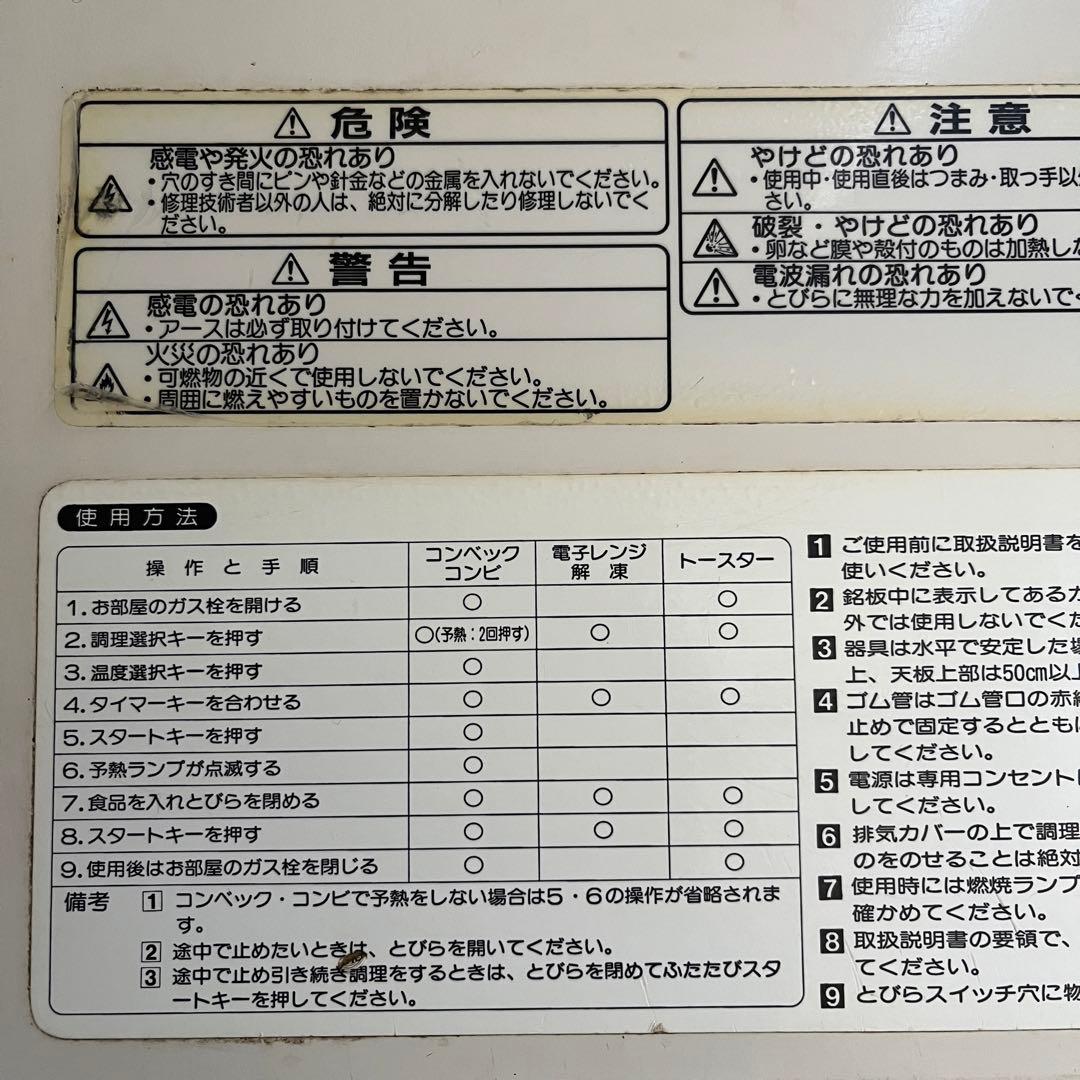 ⚠ 危険
感電や発火の恐れあり
・穴のすき間にピンや針金などの金属を入れないでください。
・修理技術者以外の人は、絶対に分解したり修理しないでく
ださい。
⚠ 警告
感電の恐れあり
・アースは必ず取り付けてください。
火災の恐れあり
・可燃物の近くで使用しないでください。
・周囲に燃えやすいものを置かないでください。
⚠ 注意
やけどの恐れあり
・使用中・使用直後はつまみ・取っ手以
さい。
破裂・やけどの恐れあり
・卵など膜や殻付のものは加熱し
電波漏れの恐れあり
・とびらに無理な力を加えないで
使用方法
操作と手順 コンベック コンビ 電子レンジ 解凍 トースター
1.お部屋のガス栓を開ける ○ ○
2.調理選択キーを押す ○(予熱:2回押す) ○ ○
3.温度選択キーを押す ○
4.タイマーキーを合わせる ○ ○ ○
5.スタートキーを押す ○
6.予熱ランプが点滅する ○
7.食品を入れとびらを閉める ○ ○ ○
8.スタートキーを押す ○ ○ ○
9.使用後はお部屋のガス栓を閉じる ○ ○
備考 1 コンベック・コンビで予熱をしない場合は5・6の操作が省略されま
す。
2 途中で止めたいときは、とびらを開いてください。
3 途中で止め引き続き調理をするときは、とびらを閉めてふたたびスタ
ートキーを押してください。
1 ご使用前に取扱説明書を
使いください。
2 銘板中に表示してある
外では使用しないでくだ
3 器具は水平で安定した場
上、天板上部は50cm以上
4 ゴム管はゴム管口の赤線
止めで固定するととも
してください。
5 電源は専用コンセント
してください。
6 排気カバーの上で調理
のをのせることは絶対
7 使用時には燃焼ランプ
確かめてください。
8 取扱説明書の要領で、
てください。
9 とびらスイッチ穴に物